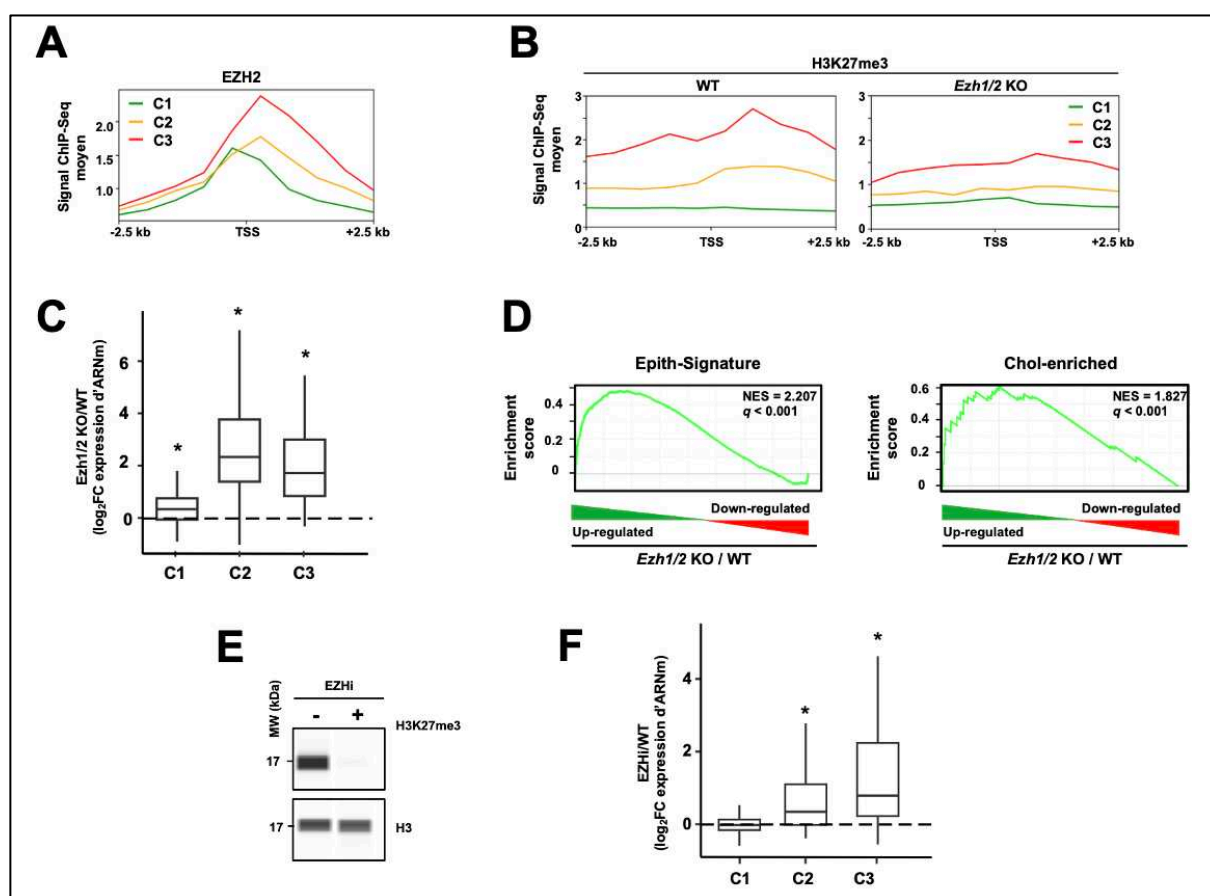 A
EZH2
C1
C2
C3
Signal ChIP-Seq
moyen
2.0
1.5
1.0
-2.5 kb
TSS
+2.5 kb
B
H3K27me3
WT
Ezh1/2 KO
C1
C2
C3
Signal ChIP-Seq
moyen
3
2
1
0
-2.5 kb
TSS
+2.5 kb
3
2
1
0
-2.5 kb
TSS
+2.5 kb
C
Ezh1/2 KO/WT
(log₂FC expression d'ARNm)
6
4
2
0
*
*
*
C1
C2
C3
D
Epith-Signature
NES = 2.207
q < 0.001
Enrichment
score
0.4
0.2
0
Down-regulated
Up-regulated
Ezh1/2 KO / WT
Chol-enriched
NES = 1.827
q < 0.001
Enrichment
score
0.6
0.4
0.2
0
Down-regulated
Up-regulated
Ezh1/2 KO / WT
E
EZHi
MW (kDa)
- +
H3K27me3
17
17
H3
F
EZHi/WT
(log₂FC expression d'ARNm)
4
2
0
*
*
C1
C2
C3